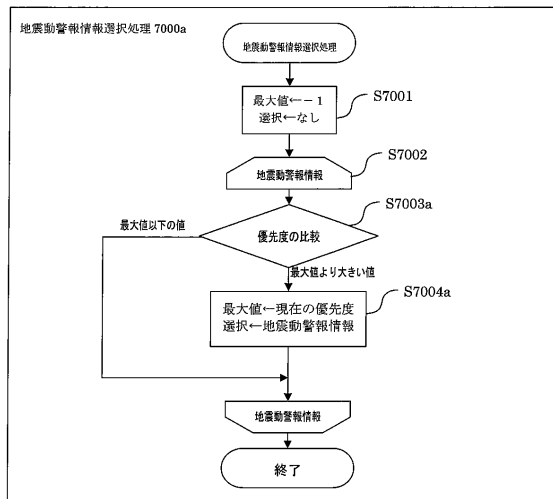 地震動警報情報選択処理 7000a
地震動警報情報選択処理
S7001
最大値←－1
選択←なし
S7002
地震動警報情報
S7003a
最大値以下の値
優先度の比較
最大値より大きい値
S7004a
最大値←現在の優先度
選択←地震動警報情報
地震動警報情報
終了